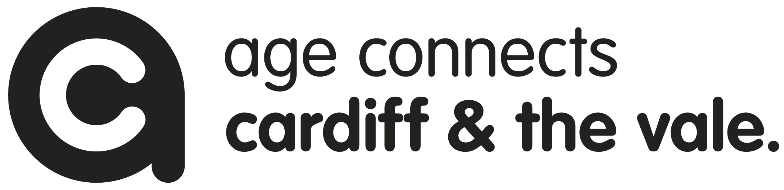 age connects
cardiff & the vale.